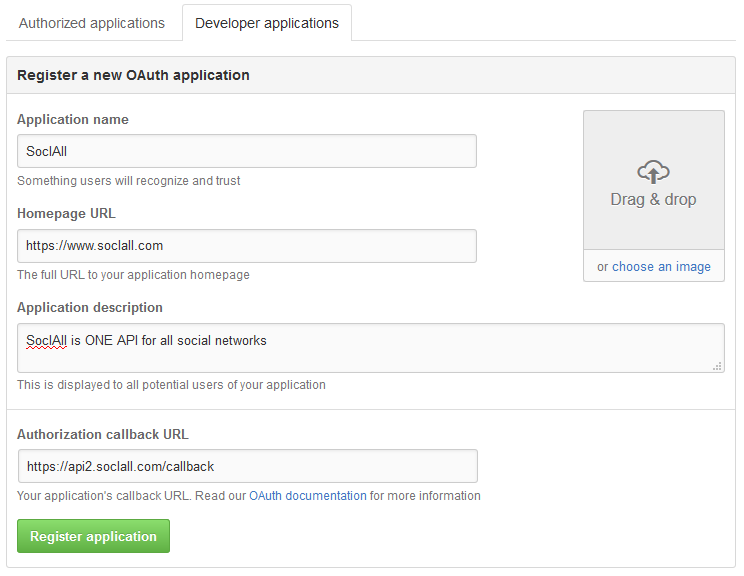 Authorized applications
Developer applications
Register a new OAuth application
Application name
SoclAll
Something users will recognize and trust
Drag & drop
or choose an image
Homepage URL
https://www.soclall.com
The full URL to your application homepage
Application description
SoclAll is ONE API for all social networks
This is displayed to all potential users of your application
Authorization callback URL
https://api2.soclall.com/callback
Your application's callback URL. Read our OAuth documentation for more information
Register application